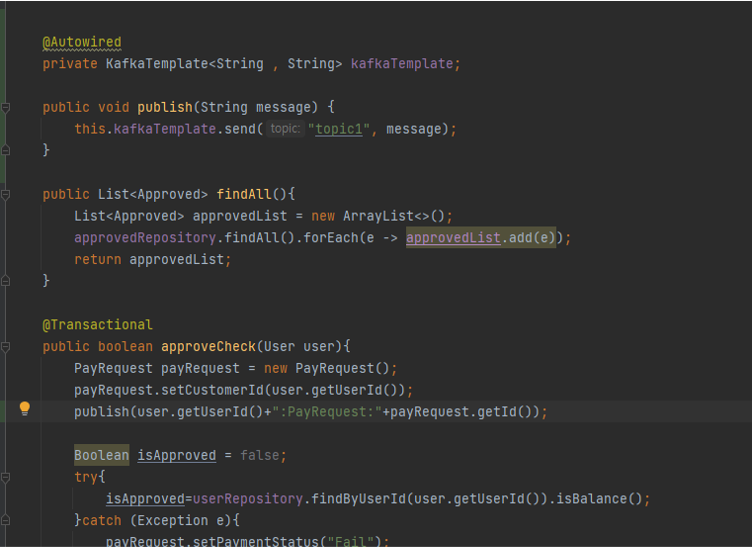 @Autowired
private KafkaTemplate<String , String> kafkaTemplate;
public void publish(String message) {
this.kafkaTemplate.send( topic: "topic1", message);
}
public List<Approved> findAll(){
List<Approved> approvedList = new ArrayList<>();
approvedRepository.findAll().forEach(e -> approvedList.add(e));
return approvedList;
}
@Transactional
public boolean approveCheck(User user){
PayRequest payRequest = new PayRequest();
payRequest.setCustomerId(user.getUserId());
publish(user.getUserId()+":PayRequest:"+payRequest.getId());
Boolean isApproved = false;
try{
isApproved=userRepository.findByUserId(user.getUserId()).isBalance();
}catch (Exception e){
payRequest.setPaymentStatus("Fail");